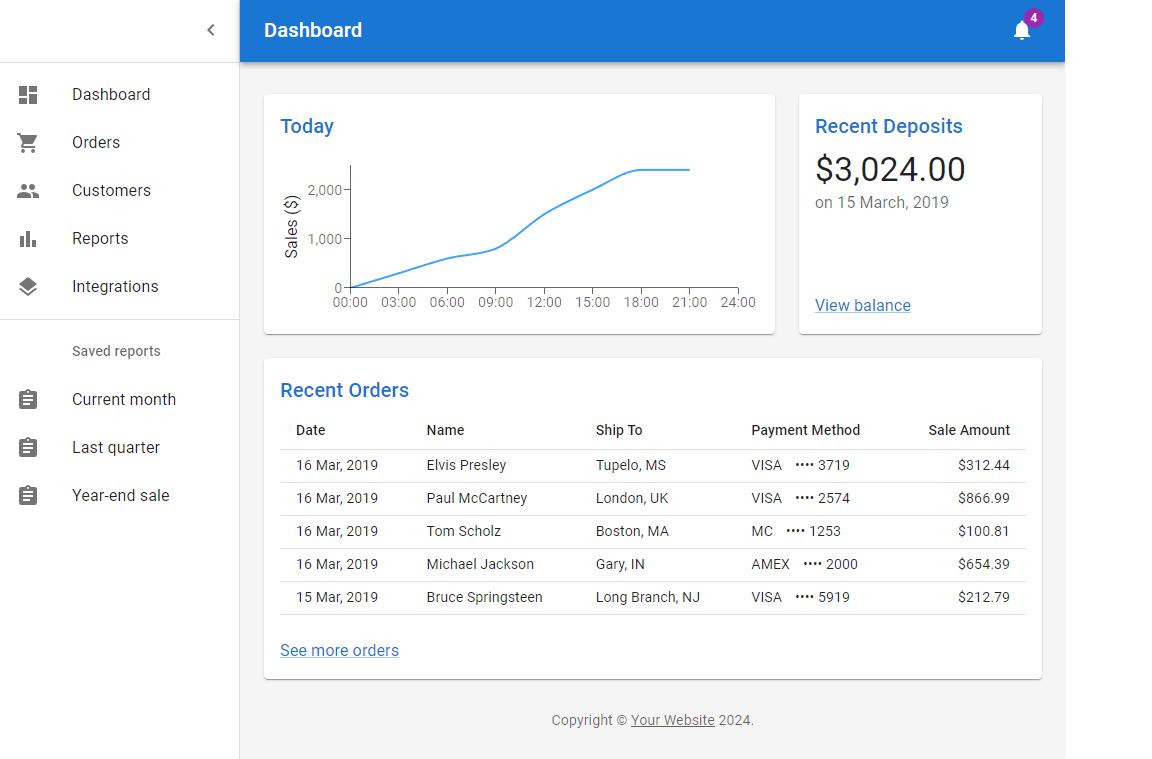 Dashboard
4
Dashboard
Orders
Customers
Reports
Integrations
Saved reports
Current month
Last quarter
Year-end sale
Today
Sales ($)
2,000
1,000
0
00:00 03:00 06:00 09:00 12:00 15:00 18:00 21:00 24:00
Recent Deposits
$3,024.00
on 15 March, 2019
View balance
Recent Orders
Date Name Ship To Payment Method Sale Amount
16 Mar, 2019 Elvis Presley Tupelo, MS VISA •••• 3719 $312.44
16 Mar, 2019 Paul McCartney London, UK VISA •••• 2574 $866.99
16 Mar, 2019 Tom Scholz Boston, MA MC •••• 1253 $100.81
16 Mar, 2019 Michael Jackson Gary, IN AMEX •••• 2000 $654.39
15 Mar, 2019 Bruce Springsteen Long Branch, NJ VISA •••• 5919 $212.79
See more orders
Copyright © Your Website 2024.